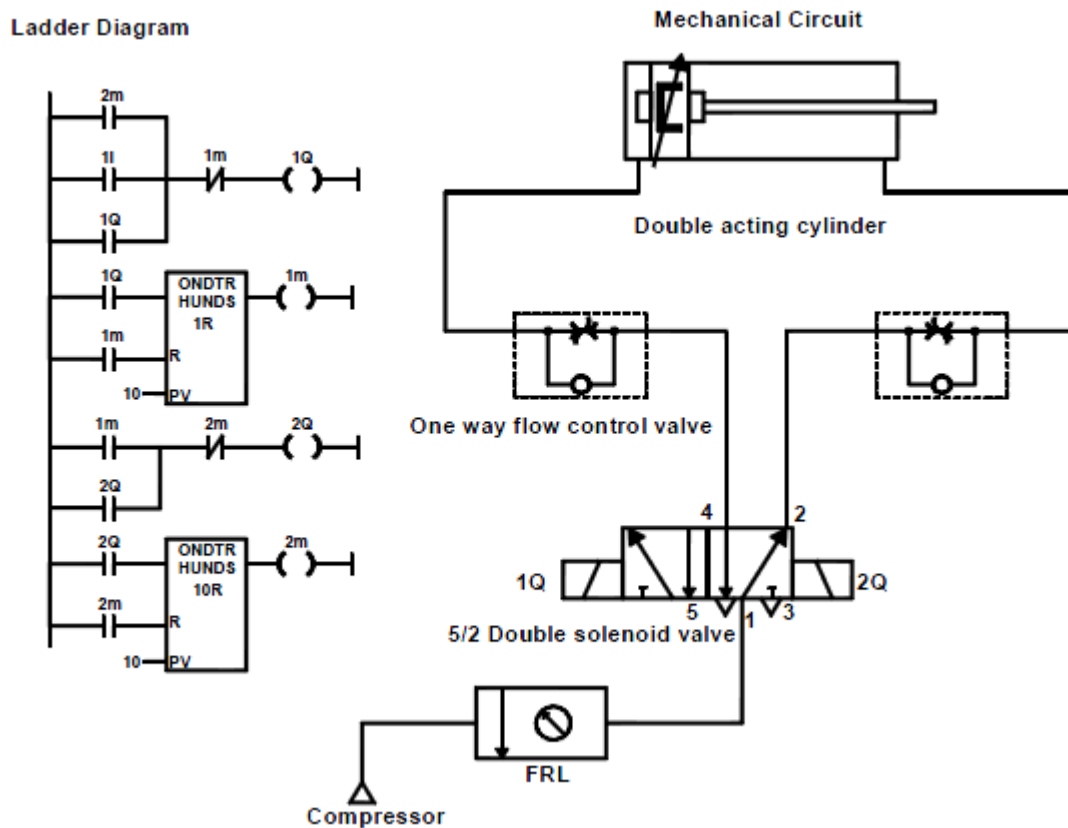 Ladder Diagram
2m
1I
1m
1Q
1Q
1Q
ONDTR
HUNDS
1R
1m
1m
R
10
PV
1m
2m
2Q
2Q
2Q
ONDTR
HUNDS
10R
2m
2m
R
10
PV
Mechanical Circuit
Double acting cylinder
One way flow control valve
4
2
1Q
2Q
5
1
3
5/2 Double solenoid valve
FRL
Compressor